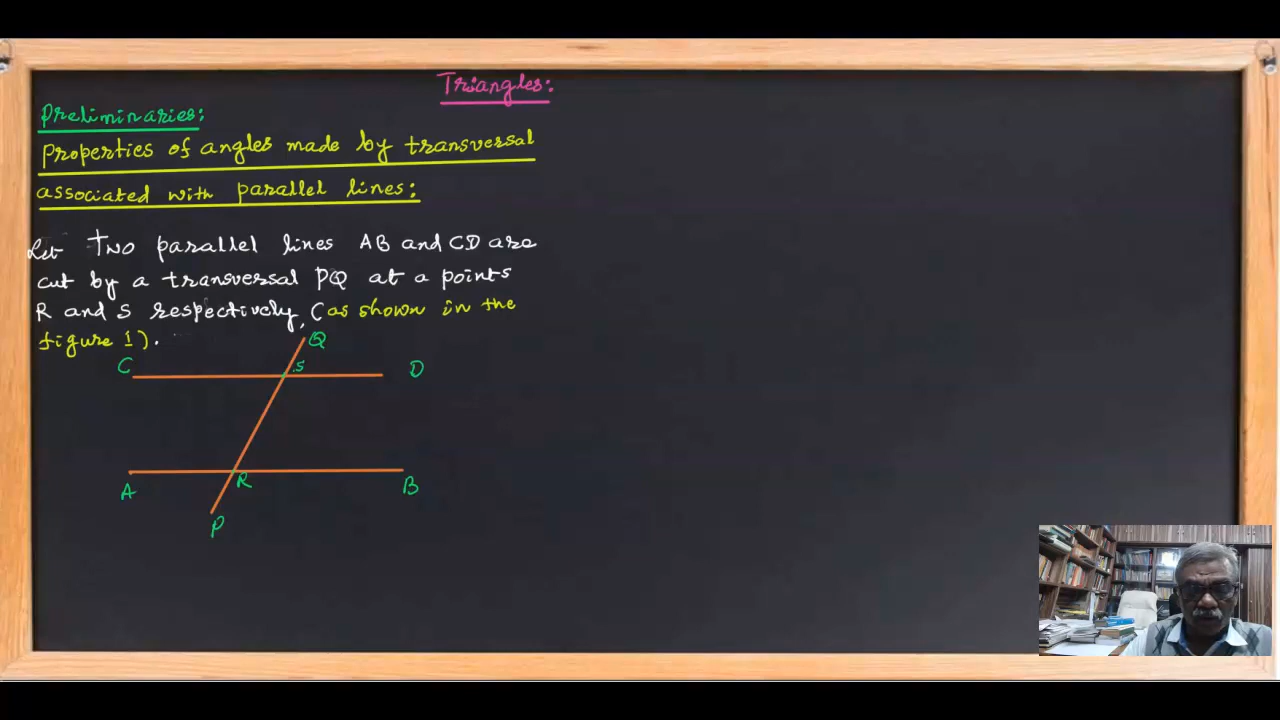 Triangles:
Preliminaries:
Properties of angles made by transversal
associated with parallel lines:
Let two parallel lines AB and CD are
cut by a transversal PQ at a points
R and S respectively, (as shown in the
figure 1).
Q
C
S
D
A
R
B
P